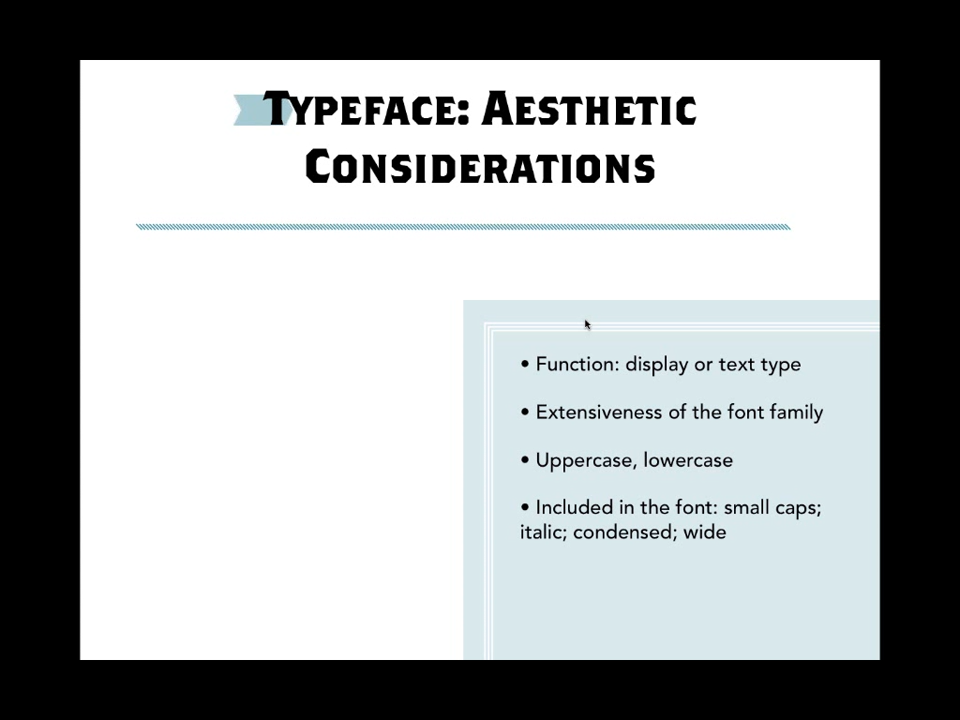 Typeface: Aesthetic
Considerations
• Function: display or text type
• Extensiveness of the font family
• Uppercase, lowercase
• Included in the font: small caps;
italic; condensed; wide